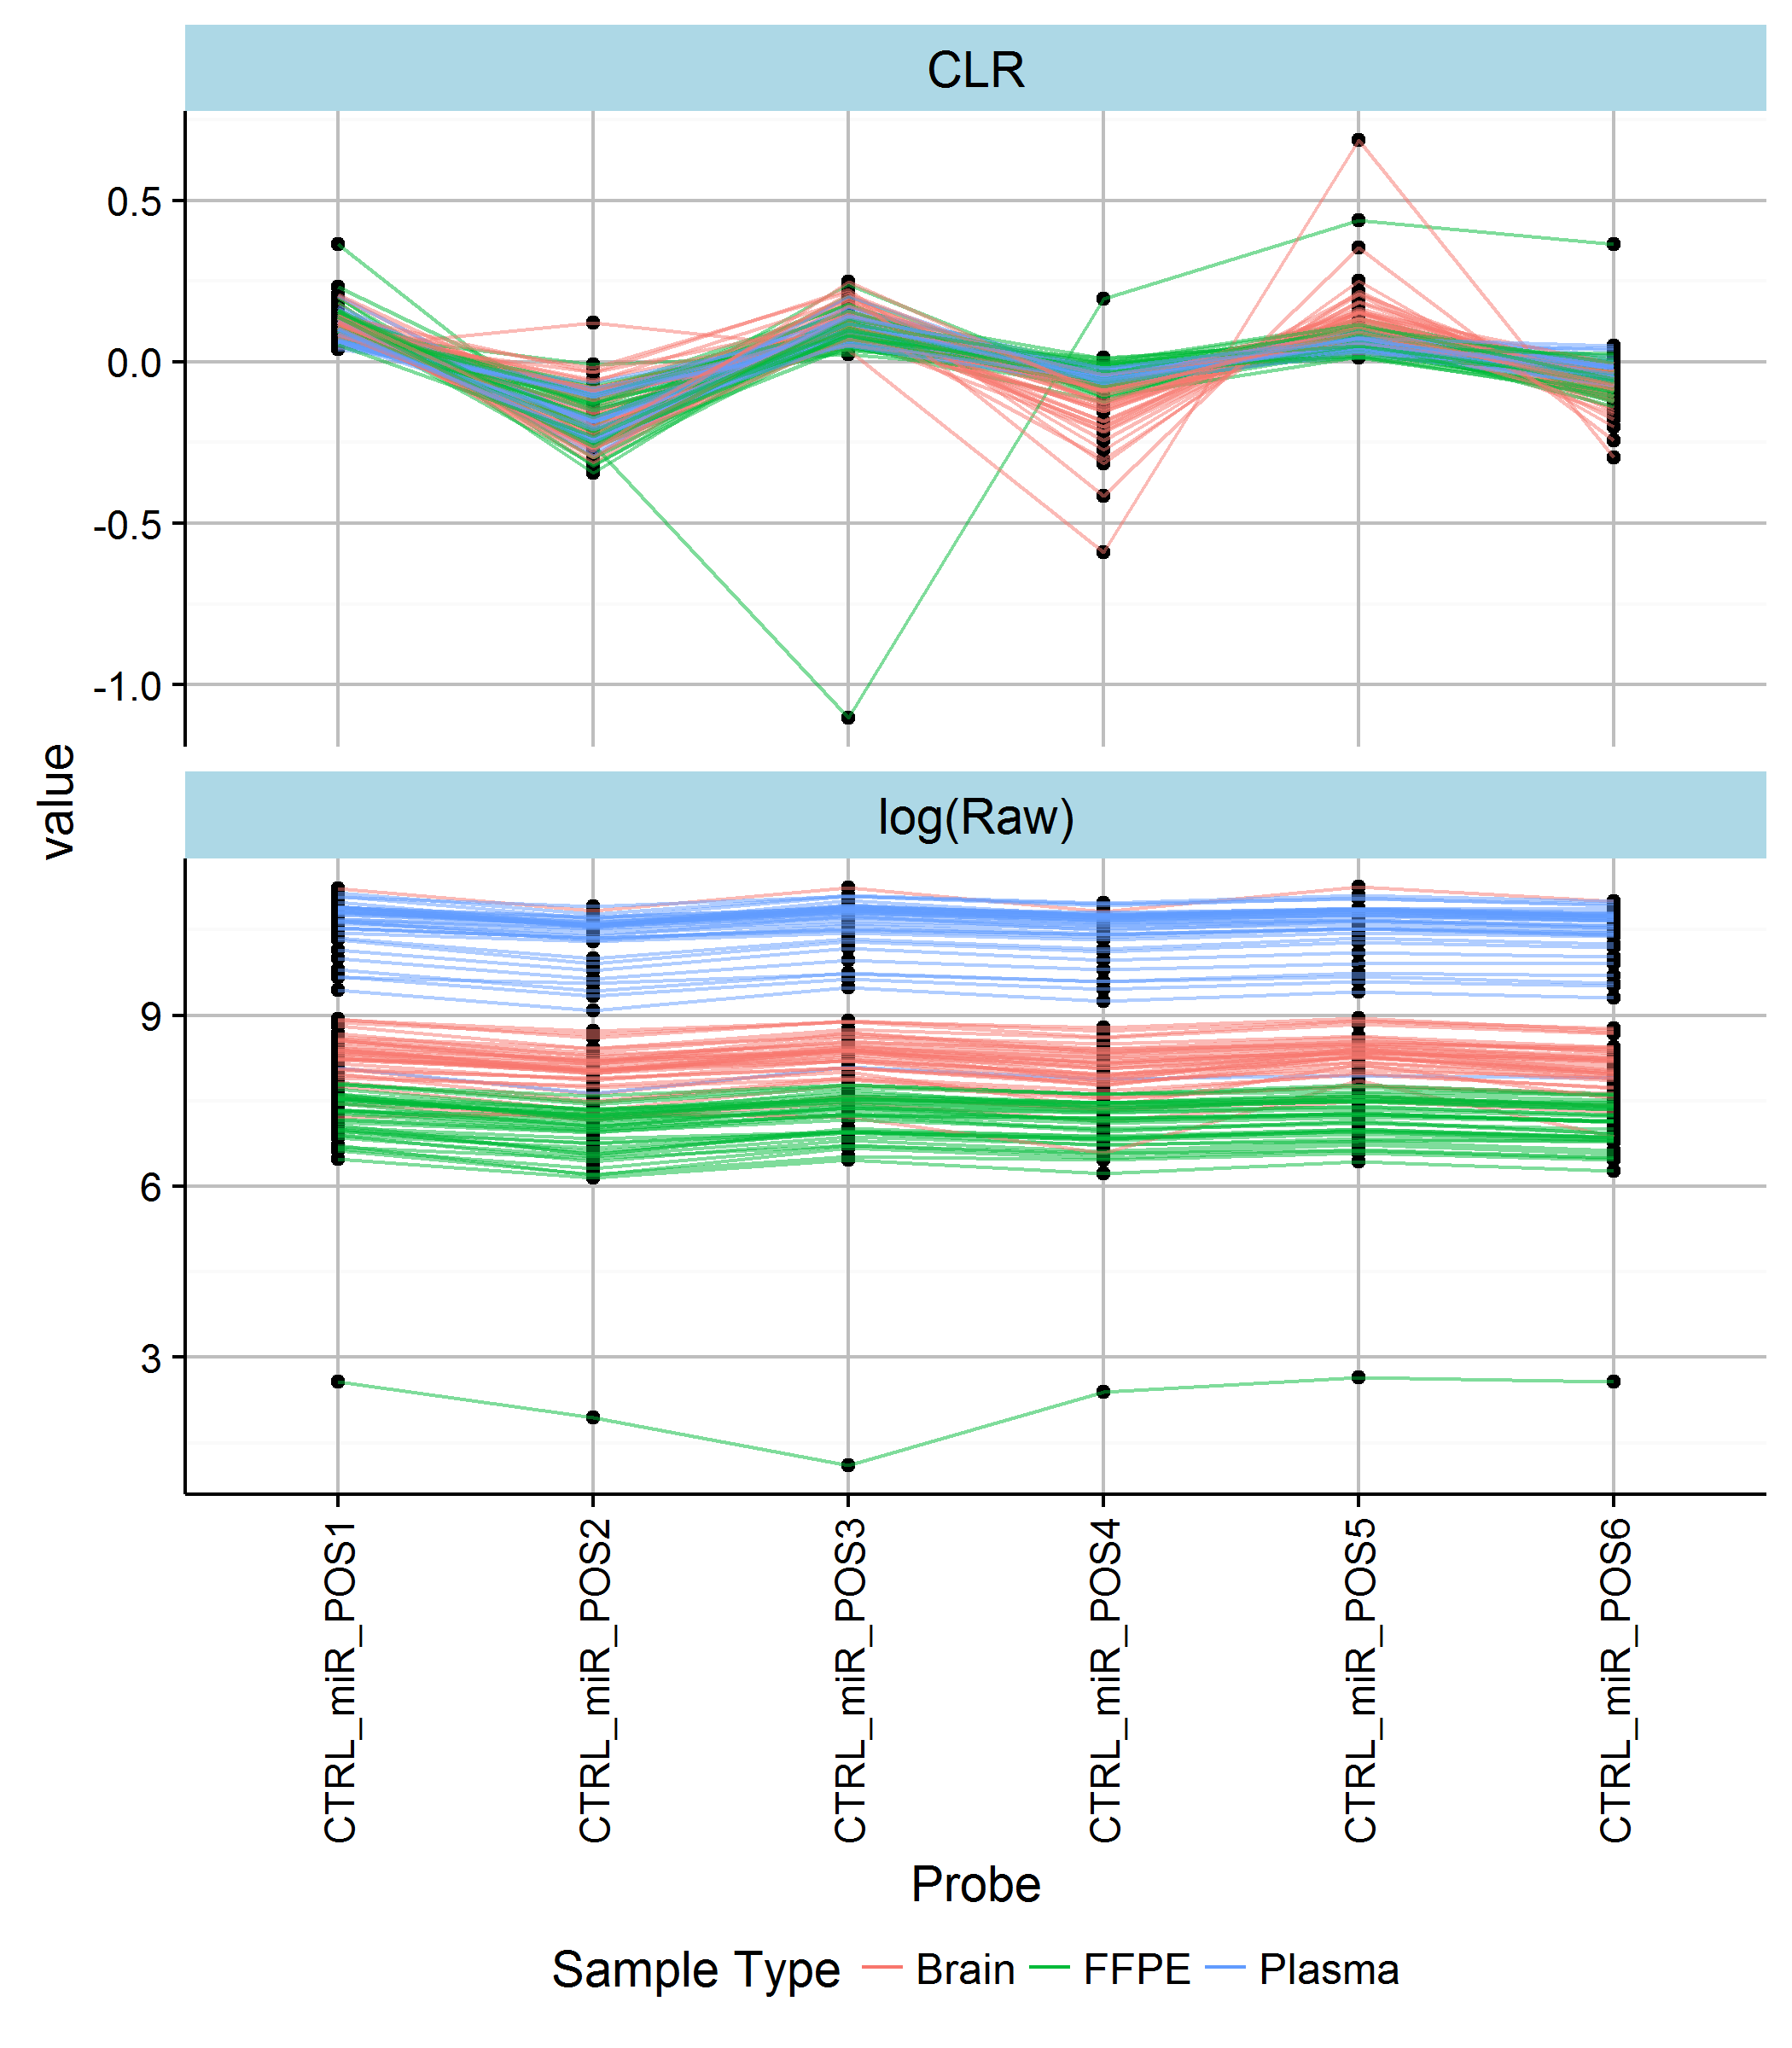 CLR
0.5
0.0
-0.5
-1.0
value
log(Raw)
9
6
3
CTRL_miR_POS1
CTRL_miR_POS2
CTRL_miR_POS3
CTRL_miR_POS4
CTRL_miR_POS5
CTRL_miR_POS6
Probe
Sample Type Brain FFPE Plasma